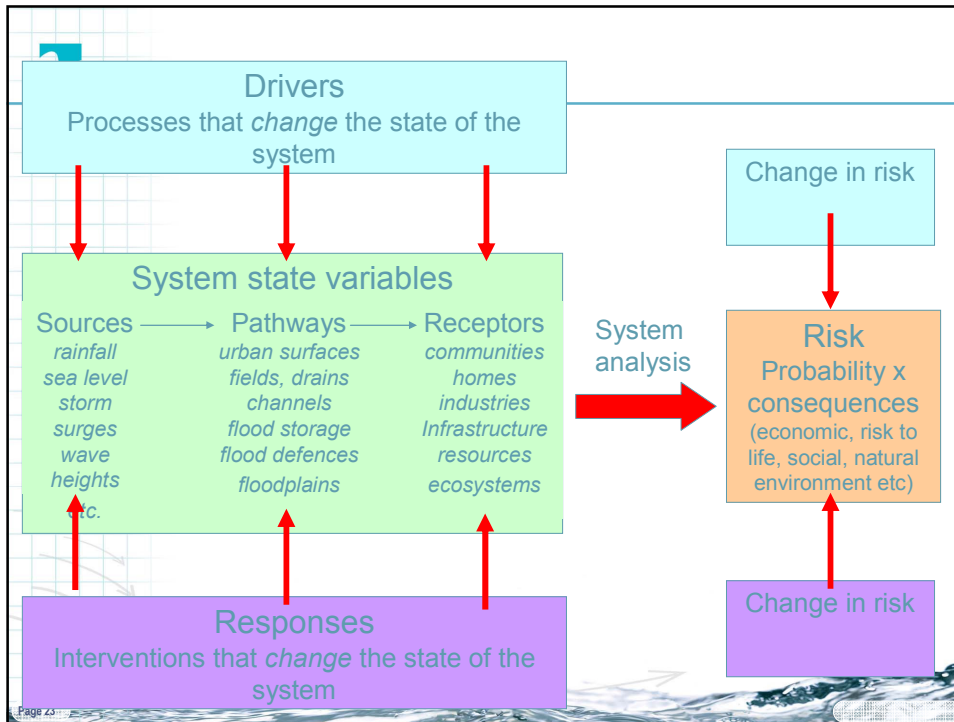 Drivers
Processes that change the state of the
system
Change in risk
System state variables
Sources
rainfall
sea level
storm
surges
wave
heights
etc.
Pathways
urban surfaces
fields, drains
channels
flood storage
flood defences
floodplains
Receptors
communities
homes
industries
Infrastructure
resources
ecosystems
System
analysis
Risk
Probability x
consequences
(economic, risk to
life, social, natural
environment etc)
Responses
Interventions that change the state of the
system
Change in risk
Page 23